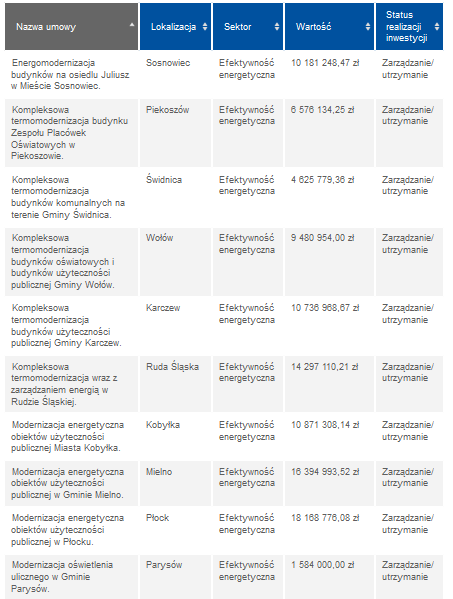 Nazwa umowy Lokalizacja Sektor Wartość Status realizacji inwestycji
Energomodernizacja Sosnowiec Efektywność 10 181 248,47 zł Zarządzanie/
budynków na osiedlu Juliusz energetyczna utrzymanie
w Mieście Sosnowiec.
Kompleksowa Piekoszów Efektywność 6 576 134,25 zł Zarządzanie/
termomodernizacja budynku energetyczna utrzymanie
Zespołu Placówek
Oświatowych w
Piekoszowie.
Kompleksowa Świdnica Efektywność 4 625 779,36 zł Zarządzanie/
termomodernizacja energetyczna utrzymanie
budynków komunalnych na
terenie Gminy Świdnica.
Kompleksowa Wołów Efektywność 9 480 954,00 zł Zarządzanie/
termomodernizacja energetyczna utrzymanie
budynków oświatowych i
budynków użyteczności
publicznej Gminy Wołów.
Kompleksowa Karczew Efektywność 10 736 968,67 zł Zarządzanie/
termomodernizacja energetyczna utrzymanie
budynków użyteczności
publicznej Gminy Karczew.
Kompleksowa Ruda Śląska Efektywność 14 297 110,21 zł Zarządzanie/
termomodernizacja wraz z energetyczna utrzymanie
zarządzaniem energią w
Rudzie Śląskiej.
Modernizacja energetyczna Kobyłka Efektywność 10 871 308,14 zł Zarządzanie/
obiektów użyteczności energetyczna utrzymanie
publicznej Miasta Kobyłka.
Modernizacja energetyczna Mielno Efektywność 16 394 993,52 zł Zarządzanie/
obiektów użyteczności energetyczna utrzymanie
publicznej w Gminie Mielno.
Modernizacja energetyczna Płock Efektywność 18 168 776,08 zł Zarządzanie/
obiektów użyteczności energetyczna utrzymanie
publicznej w Płocku.
Modernizacja oświetlenia Parysów Efektywność 1 584 000,00 zł Zarządzanie/
ulicznego w Gminie energetyczna utrzymanie
Parysów.